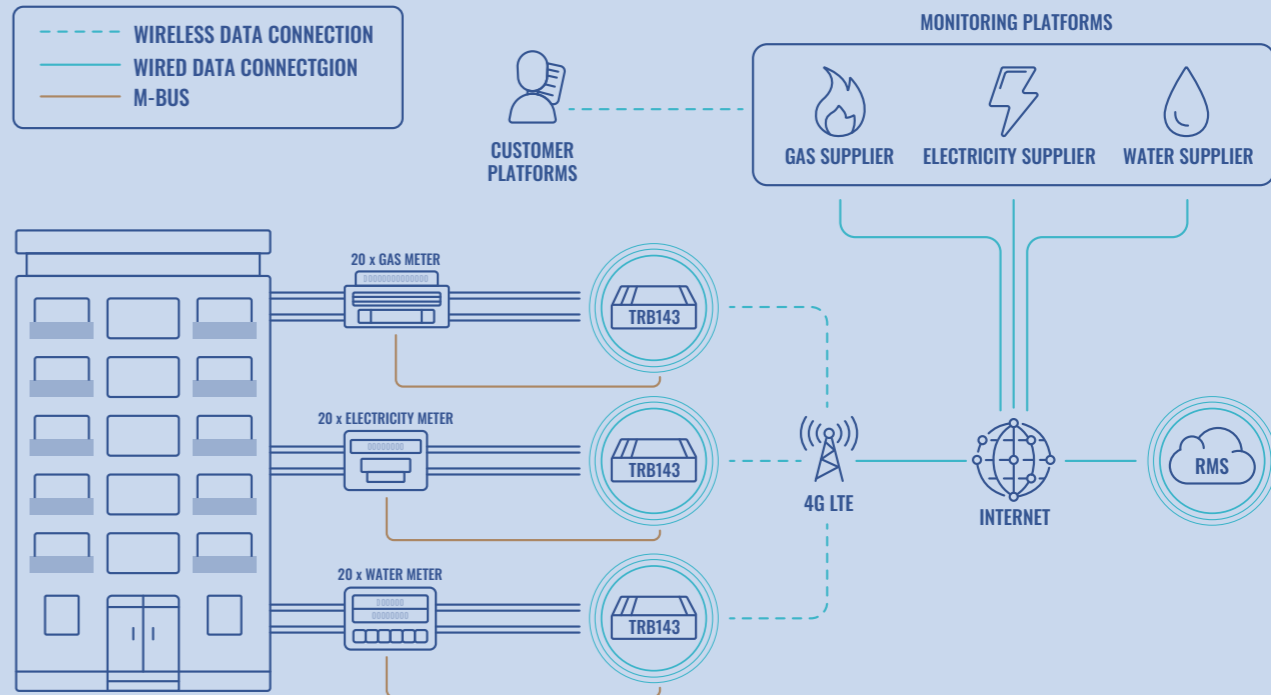 WIRELESS DATA CONNECTION
WIRED DATA CONNECTGION
M-BUS
CUSTOMER
PLATFORMS
MONITORING PLATFORMS
GAS SUPPLIER
ELECTRICITY SUPPLIER
WATER SUPPLIER
20 x GAS METER
TRB143
20 x ELECTRICITY METER
TRB143
4G LTE
INTERNET
RMS
20 x WATER METER
TRB143